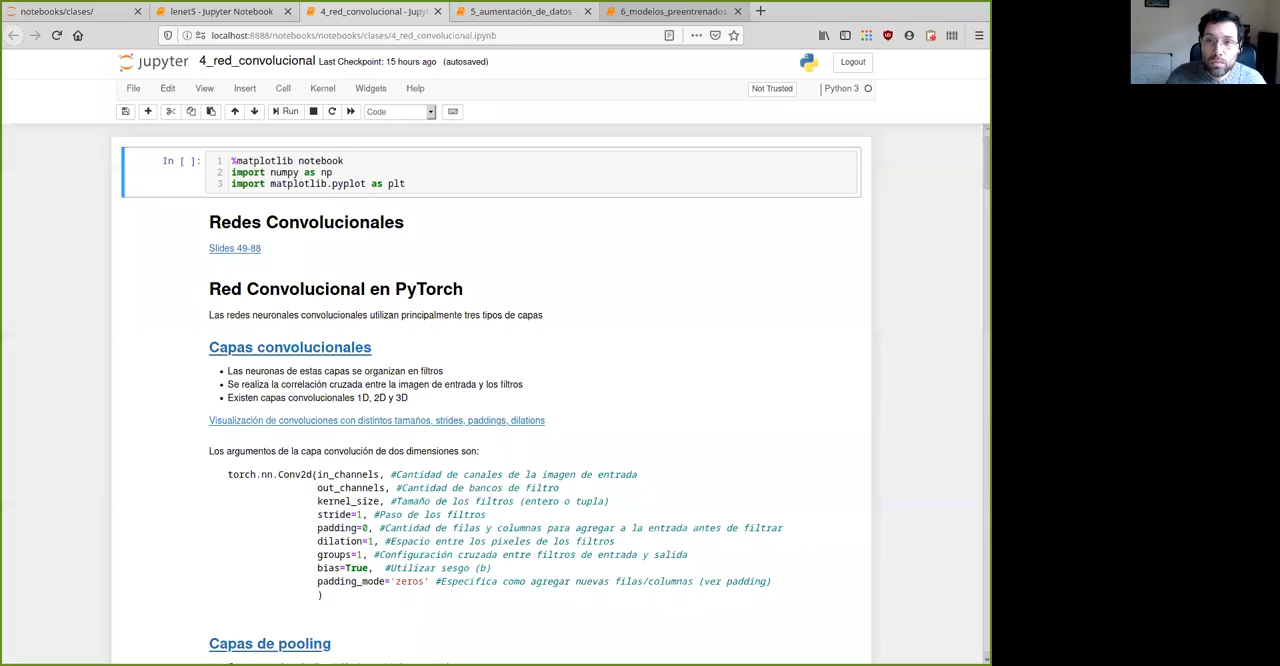 notebooks/clases/
lenet5 - Jupyter Notebook
4_red_convolucional - Jupyt
5_aumentación_de_datos -
6_modelos_preentrenados
localhost:8888/notebooks/notebooks/clases/4_red_convolucional.ipynb
jupyter 4_red_convolucional Last Checkpoint: 15 hours ago (autosaved)
Logout
File Edit View Insert Cell Kernel Widgets Help
Not Trusted
Python 3
Run
Code
In [ ]:
1 %matplotlib notebook
2 import numpy as np
3 import matplotlib.pyplot as plt
Redes Convolucionales
Slides 49-88
Red Convolucional en PyTorch
Las redes neuronales convolucionales utilizan principalmente tres tipos de capas
Capas convolucionales
• Las neuronas de estas capas se organizan en filtros
• Se realiza la correlación cruzada entre la imagen de entrada y los filtros
• Existen capas convolucionales 1D, 2D y 3D
Visualización de convoluciones con distintos tamaños, strides, paddings, dilations
Los argumentos de la capa convolución de dos dimensiones son:
torch.nn.Conv2d(in_channels, #Cantidad de canales de la imagen de entrada
out_channels, #Cantidad de bancos de filtro
kernel_size, #Tamaño de los filtros (entero o tupla)
stride=1, #Paso de los filtros
padding=0, #Cantidad de filas y columnas para agregar a la entrada antes de filtrar
dilation=1, #Espacio entre los pixeles de los filtros
groups=1, #Configuración cruzada entre filtros de entrada y salida
bias=True, #Utilizar sesgo (b)
padding_mode='zeros' #Especifica como agregar nuevas filas/columnas (ver padding)
)
Capas de pooling